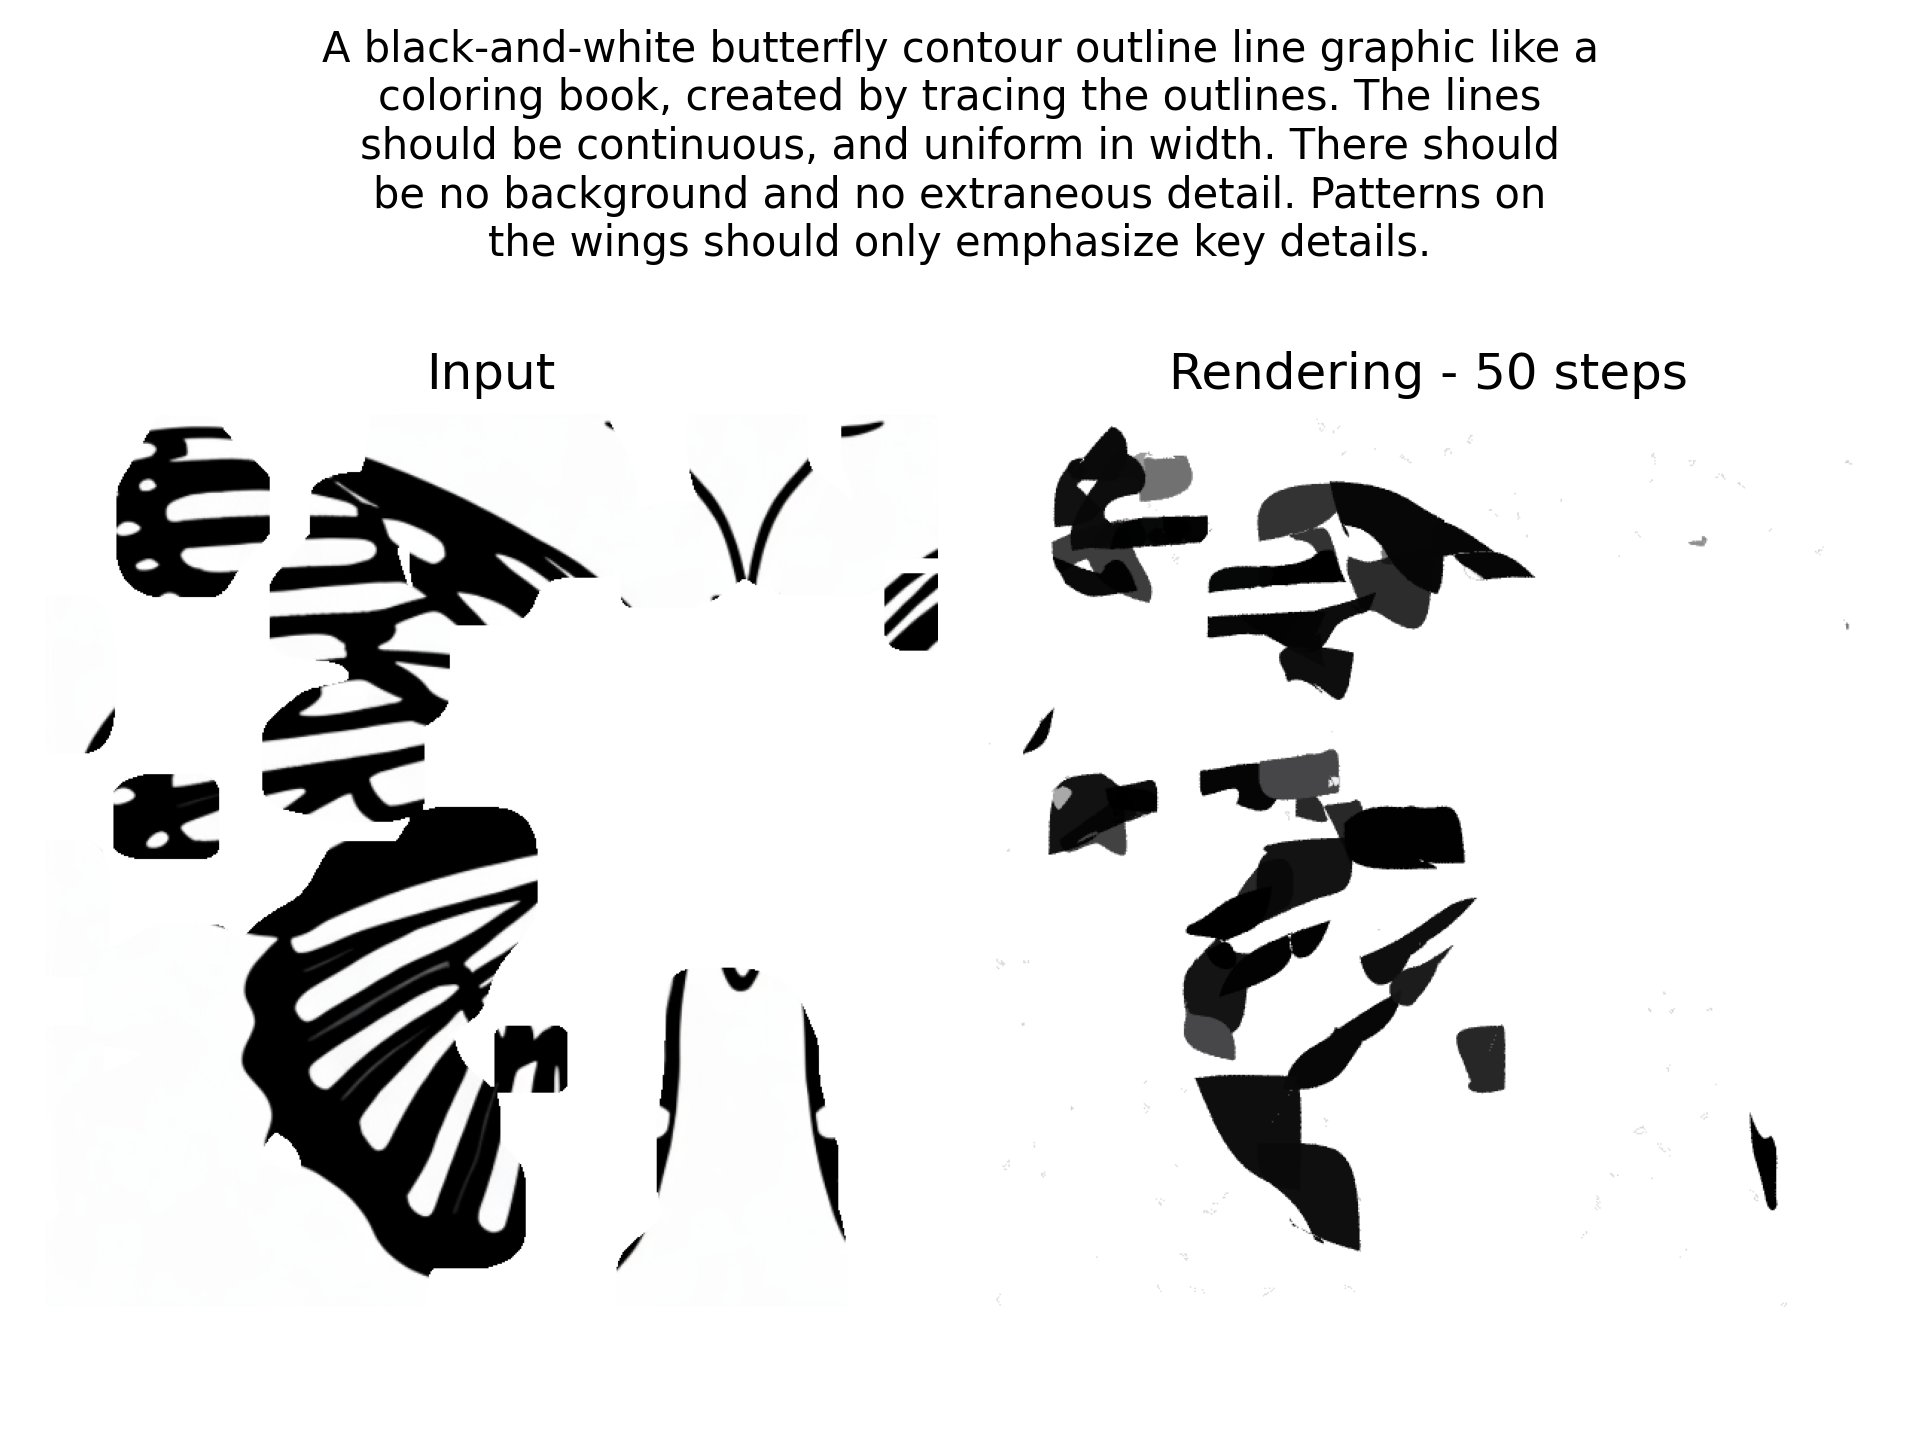 A black-and-white butterfly contour outline line graphic like a
coloring book, created by tracing the outlines. The lines
should be continuous, and uniform in width. There should
be no background and no extraneous detail. Patterns on
the wings should only emphasize key details.
Input
Rendering - 50 steps